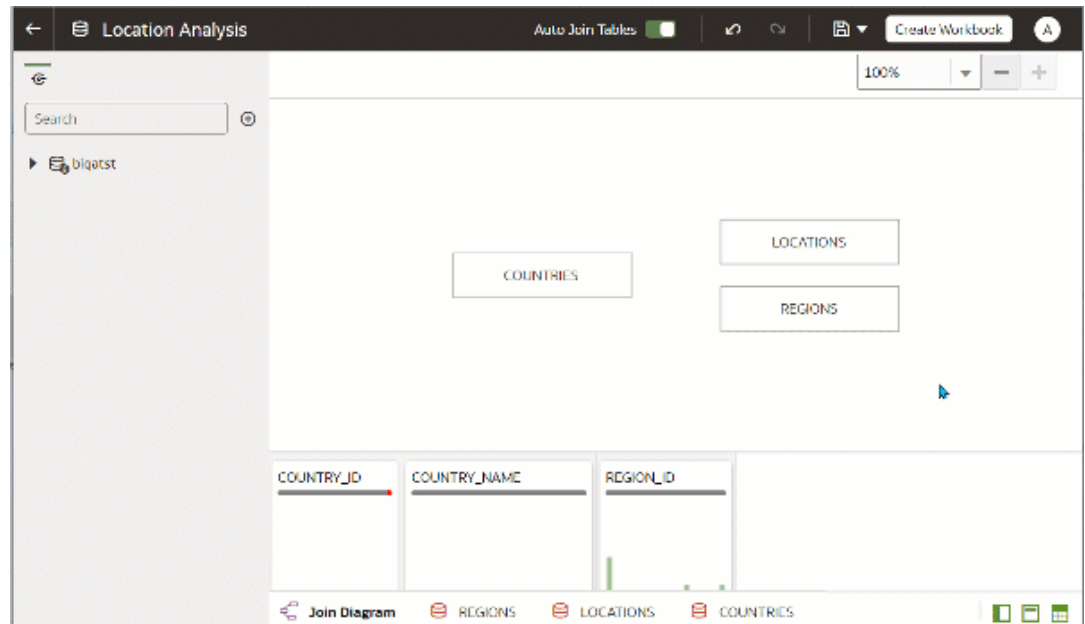 Location Analysis
Auto Join Tables
Create Workbook
A
100%
Search
biqatst
LOCATIONS
COUNTRIES
REGIONS
COUNTRY_ID
COUNTRY_NAME
REGION_ID
Join Diagram
REGIONS
LOCATIONS
COUNTRIES